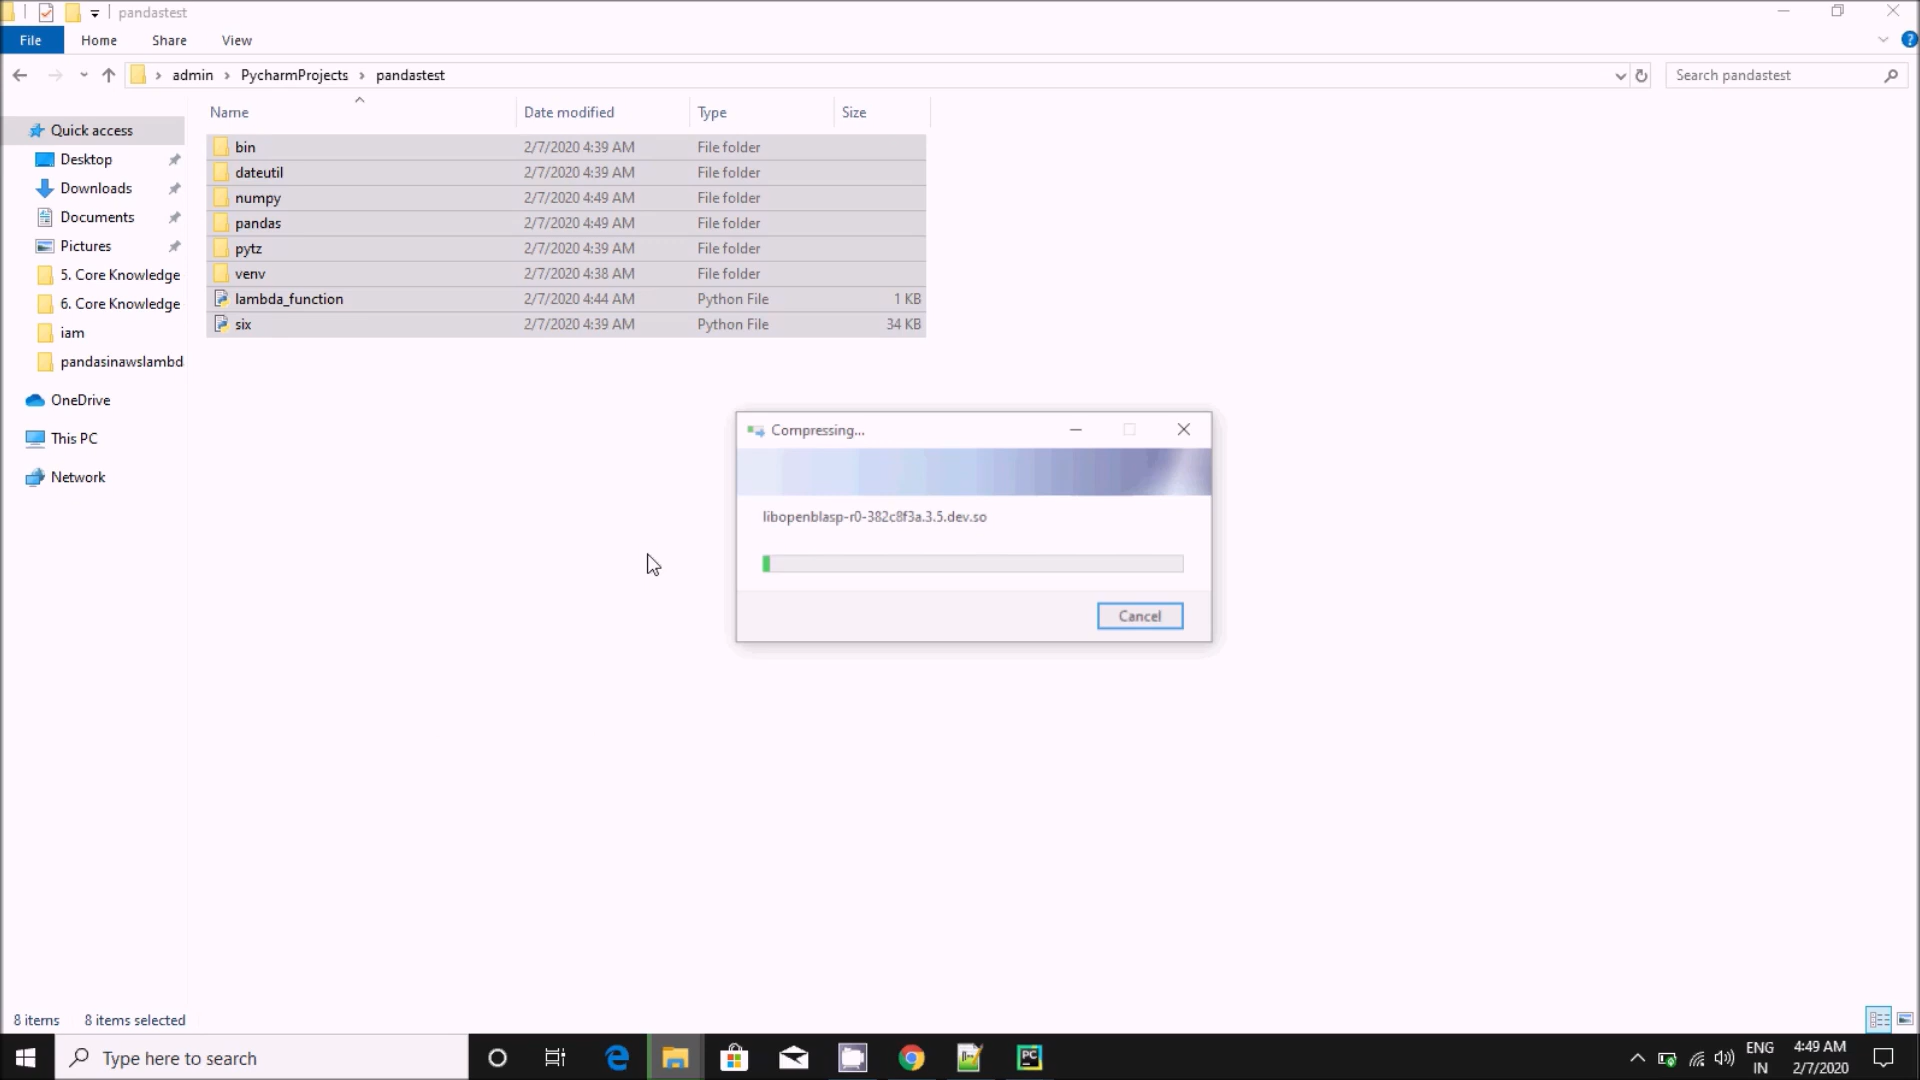 pandastest
File Home Share View
admin PycharmProjects pandastest
Search pandastest
Name Date modified Type Size
Quick access
Desktop
Downloads
Documents
Pictures
5. Core Knowledge
6. Core Knowledge
iam
pandasinawslambd
OneDrive
This PC
Network
bin 2/7/2020 4:39 AM File folder
dateutil 2/7/2020 4:39 AM File folder
numpy 2/7/2020 4:49 AM File folder
pandas 2/7/2020 4:49 AM File folder
pytz 2/7/2020 4:39 AM File folder
venv 2/7/2020 4:38 AM File folder
lambda_function 2/7/2020 4:44 AM Python File 1 KB
six 2/7/2020 4:39 AM Python File 34 KB
Compressing...
libopenblasp-r0-382c8f3a.3.5.dev.so
Cancel
8 items 8 items selected
Type here to search
PC
ENG
IN
4:49 AM
2/7/2020